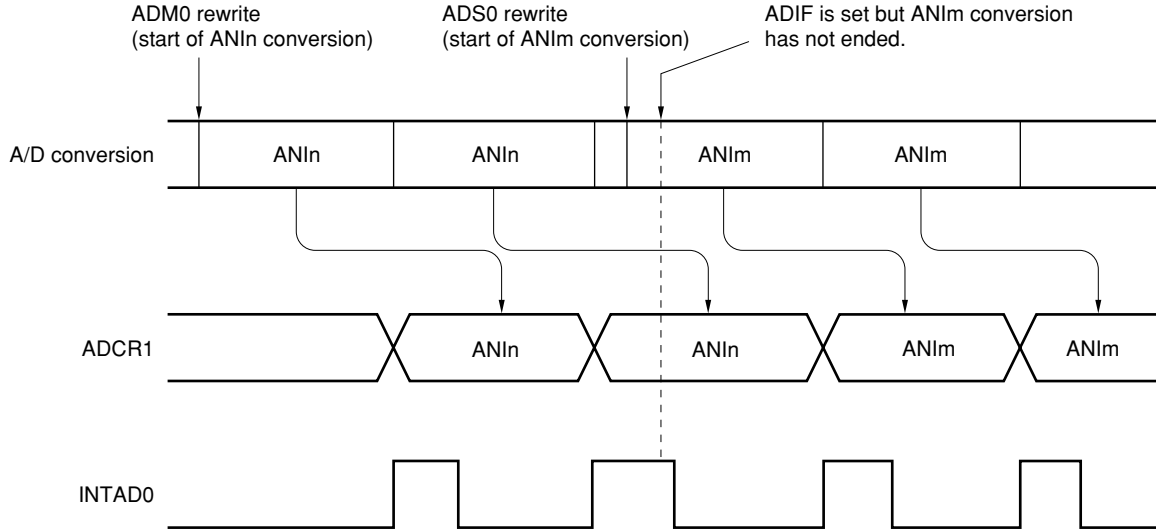 ADM0 rewrite
(start of ANIn conversion)
ADS0 rewrite
(start of ANIm conversion)
ADIF is set but ANIm conversion
has not ended.
A/D conversion
ANIn
ANIn
ANIm
ANIm
ADCR1
ANIn
ANIn
ANIm
ANIm
INTAD0